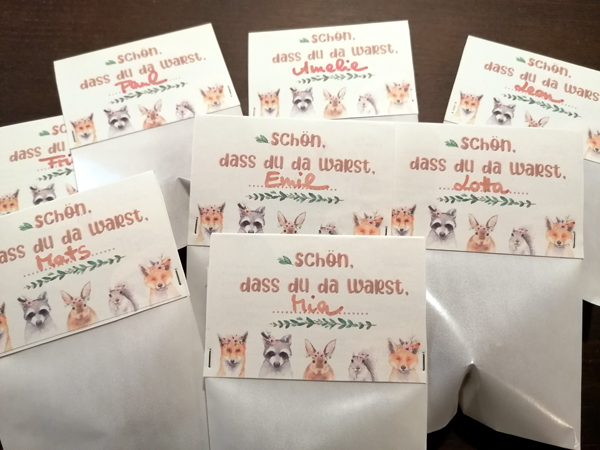 Schön,
dass du da warst,
Paul
Schön,
dass du da warst,
Amelie
Schön,
dass du da warst,
Leon
Schön,
Schön,
dass du da warst,
Emil
Schön,
dass du da warst,
Lotta
Schön,
dass du da warst,
Mats
Schön,
dass du da warst,
Mia